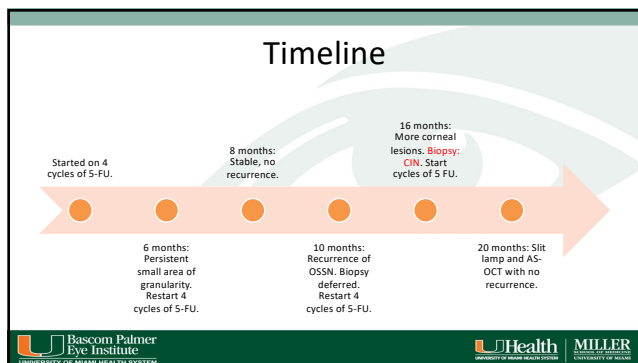 Timeline
Started on 4
cycles of 5-FU.
6 months:
Persistent
small area of
granularity.
Restart 4
cycles of 5-FU.
8 months:
Stable, no
recurrence.
10 months:
Recurrence of
OSSN. Biopsy
deferred.
Restart 4
cycles of 5-FU.
16 months:
More corneal
lesions. Biopsy:
CIN. Start
cycles of 5 FU.
20 months: Slit
lamp and AS-
OCT with no
recurrence.
Bascom Palmer
Eye Institute
UNIVERSITY OF MIAMI HEALTH SYSTEM
UHealth
UNIVERSITY OF MIAMI HEALTH SYSTEM
MILLER
SCHOOL OF MEDICINE
UNIVERSITY OF MIAMI